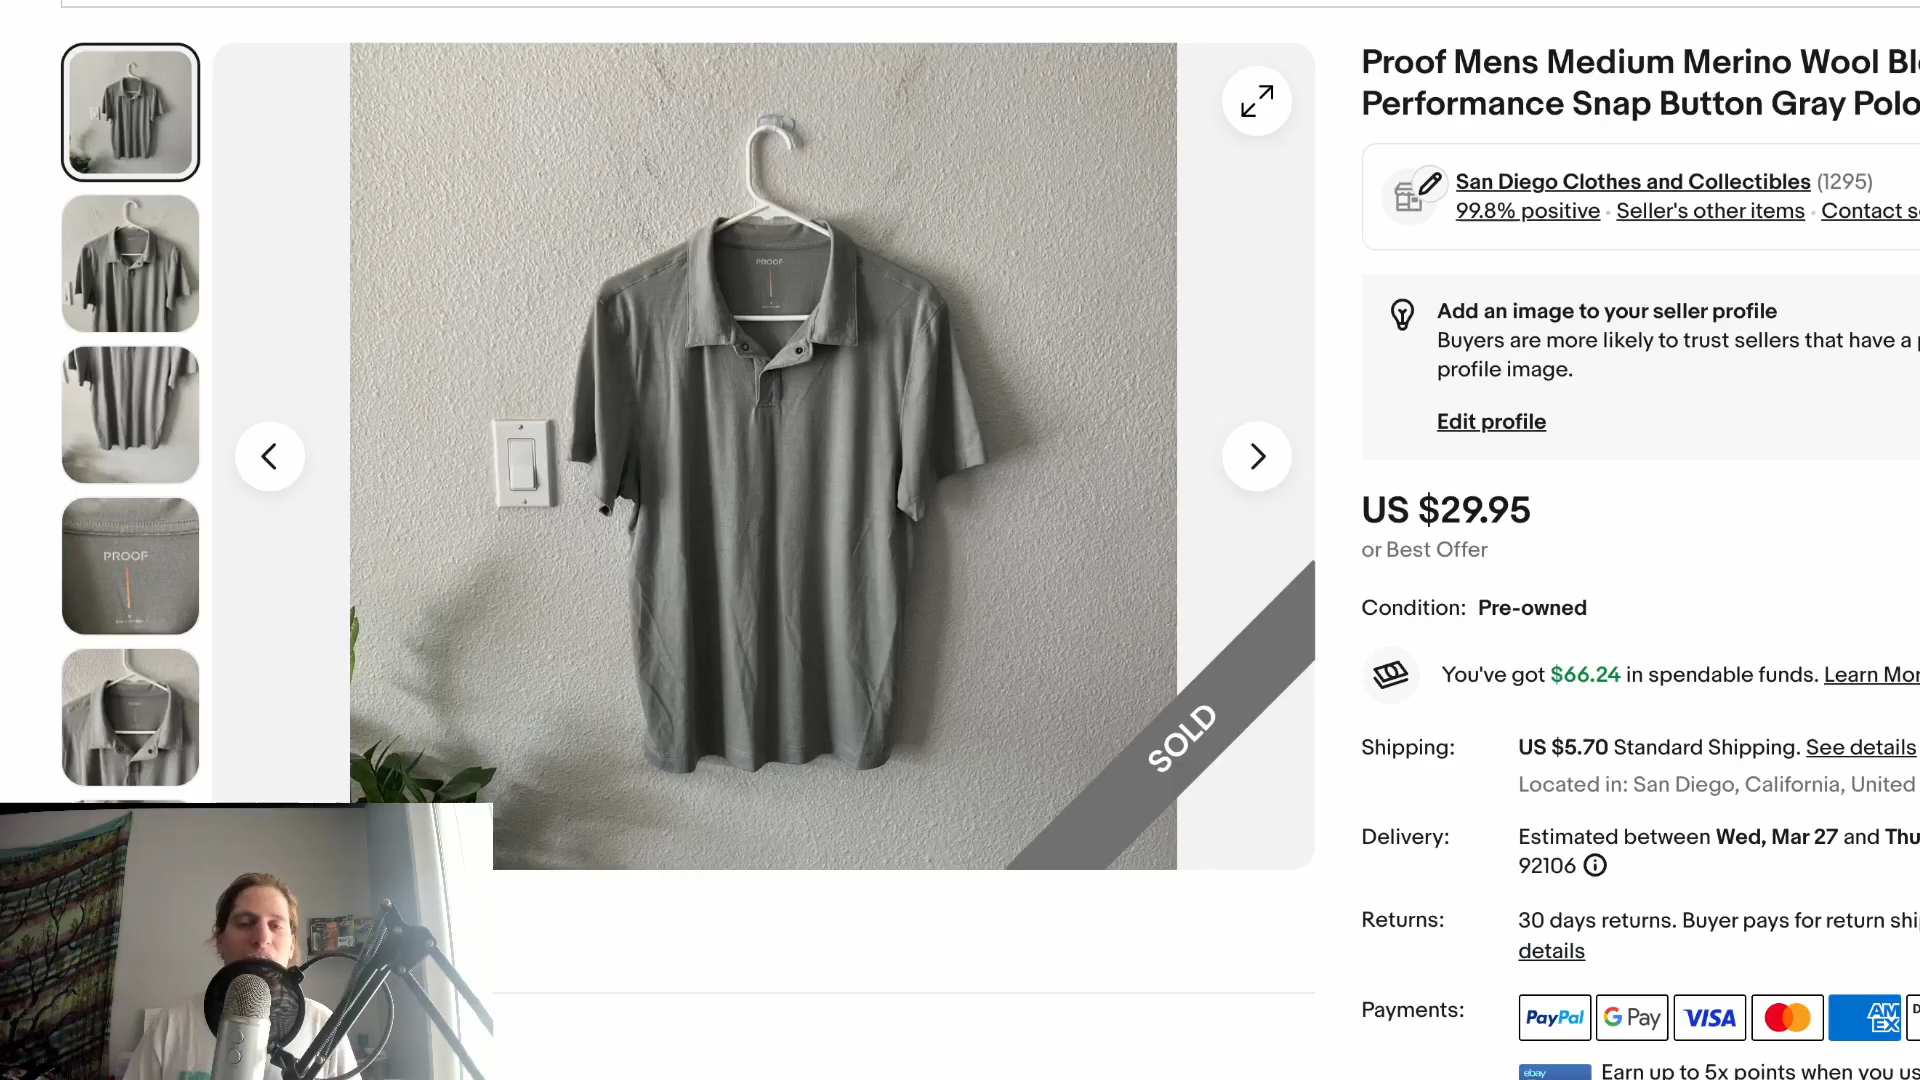 Proof Mens Medium Merino Wool
Performance Snap Button Gray Polo
San Diego Clothes and Collectibles (1295)
99.8% positive · Seller's other items · Contact
Add an image to your seller profile
Buyers are more likely to trust sellers that have a
profile image.
Edit profile
US $29.95
or Best Offer
Condition: Pre-owned
You've got $66.24 in spendable funds. Learn
Shipping: US $5.70 Standard Shipping. See details
Located in: San Diego, California, United
Delivery: Estimated between Wed, Mar 27 and
92106
Returns: 30 days returns. Buyer pays for return
details
Payments: PayPal G Pay VISA AM
EX
ebay Earn up to 5x points when you
PROOF
SOLD
PROOF